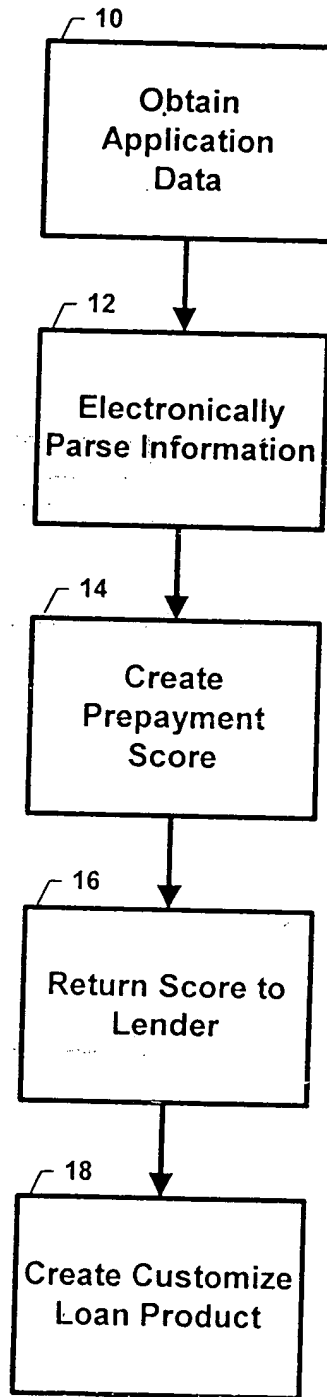 10
Obtain
Application
Data
12
Electronically
Parse Information
14
Create
Prepayment
Score
16
Return Score to
Lender
18
Create Customize
Loan Product